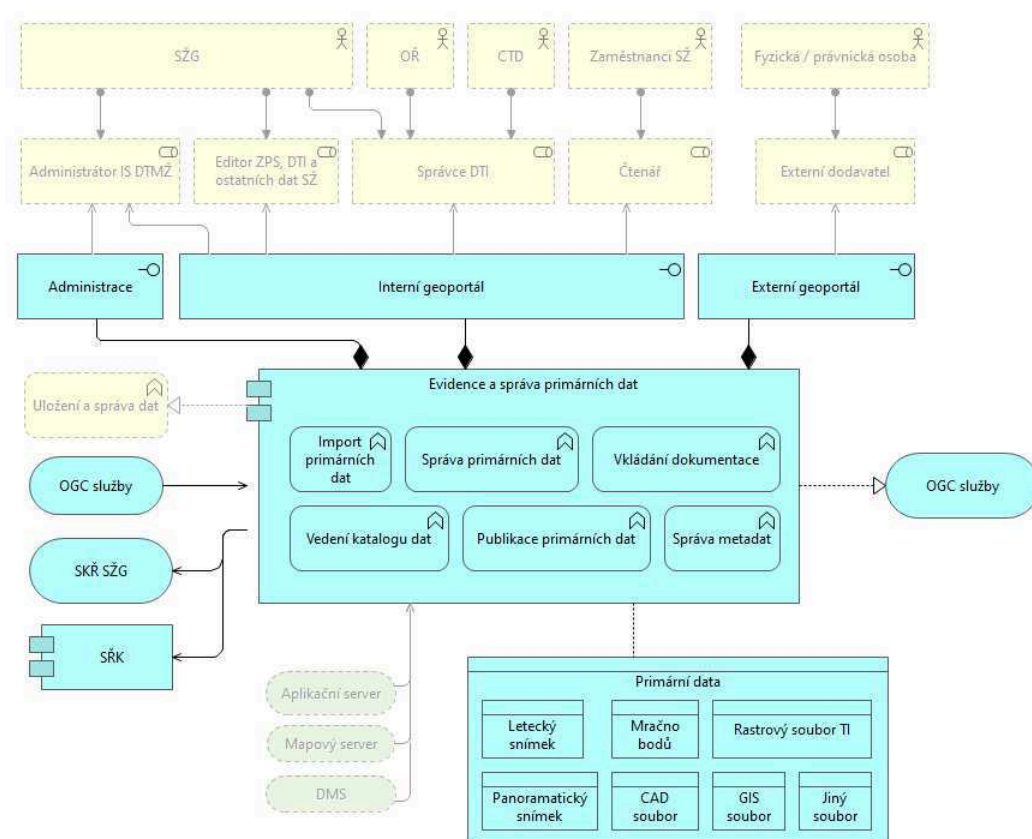 SŽG
OŘ
CTD
Zaměstnanci SŽ
Fyzická / právnická osoba
Administrátor IS DTMŽ
Editor ZPS, DTI a
ostatních dat SŽ
Správce DTI
Čtenář
Externí dodavatel
Administrace
Interní geoportál
Externí geoportál
Evidence a správa primárních dat
Uložení a správa dat
Import
primárních
dat
Správa primárních dat
Vkládání dokumentace
OGC služby
OGC služby
Vedení katalogu dat
Publikace primárních dat
Správa metadat
SKŘ SŽG
SŘK
Aplikační server
Mapový server
DMS
Primární data
Letecký
snímek
Mračno
bodů
Rastrový soubor TI
Panoramatický
snímek
CAD
soubor
GIS
soubor
Jiný
soubor